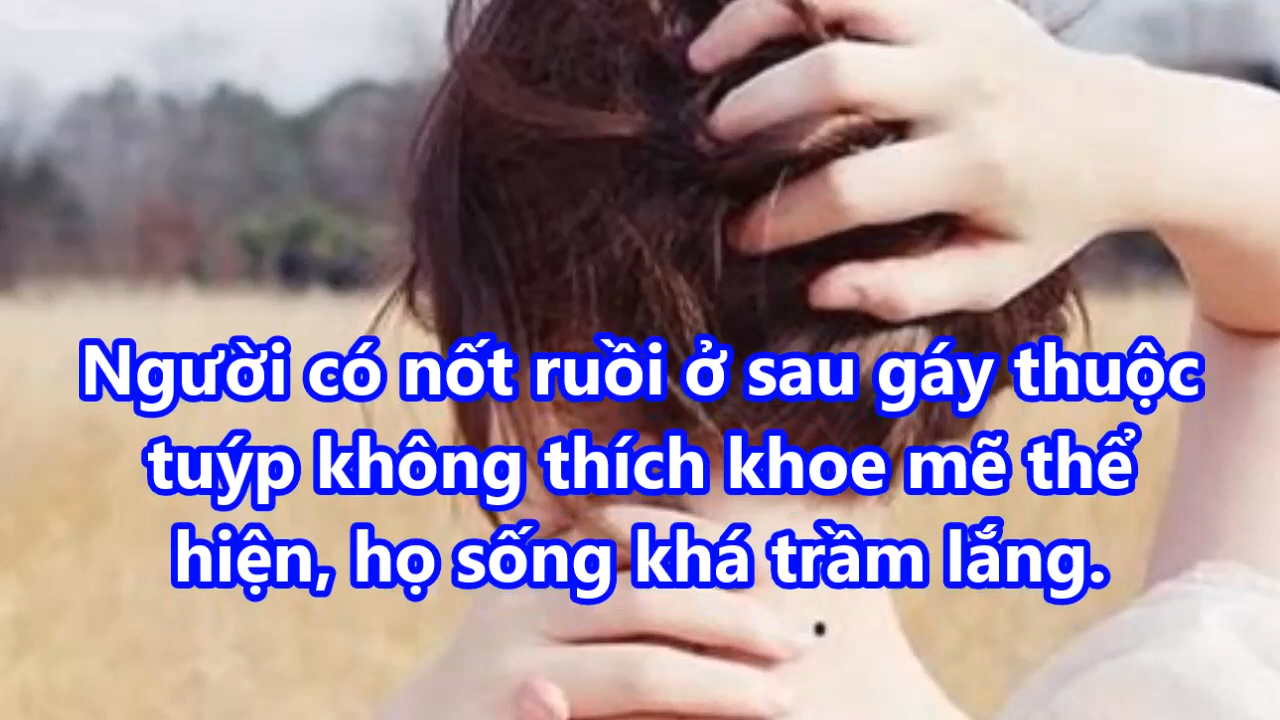 Người có nốt ruồi ở sau gáy thuộc
tuýp không thích khoe mẽ thể
hiện, họ sống khá trầm lắng.